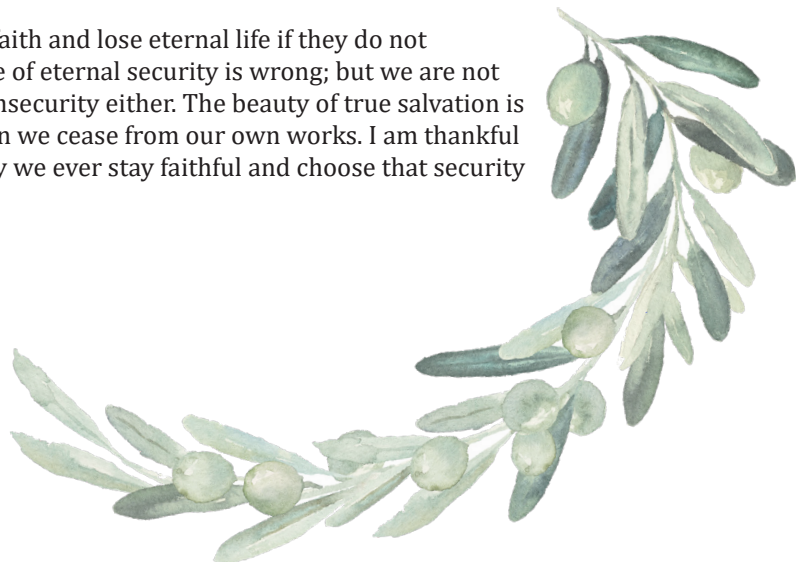 aith and lose eternal life if they do not
e of eternal security is wrong; but we are not
nsecurity either. The beauty of true salvation is
n we cease from our own works. I am thankful
y we ever stay faithful and choose that security